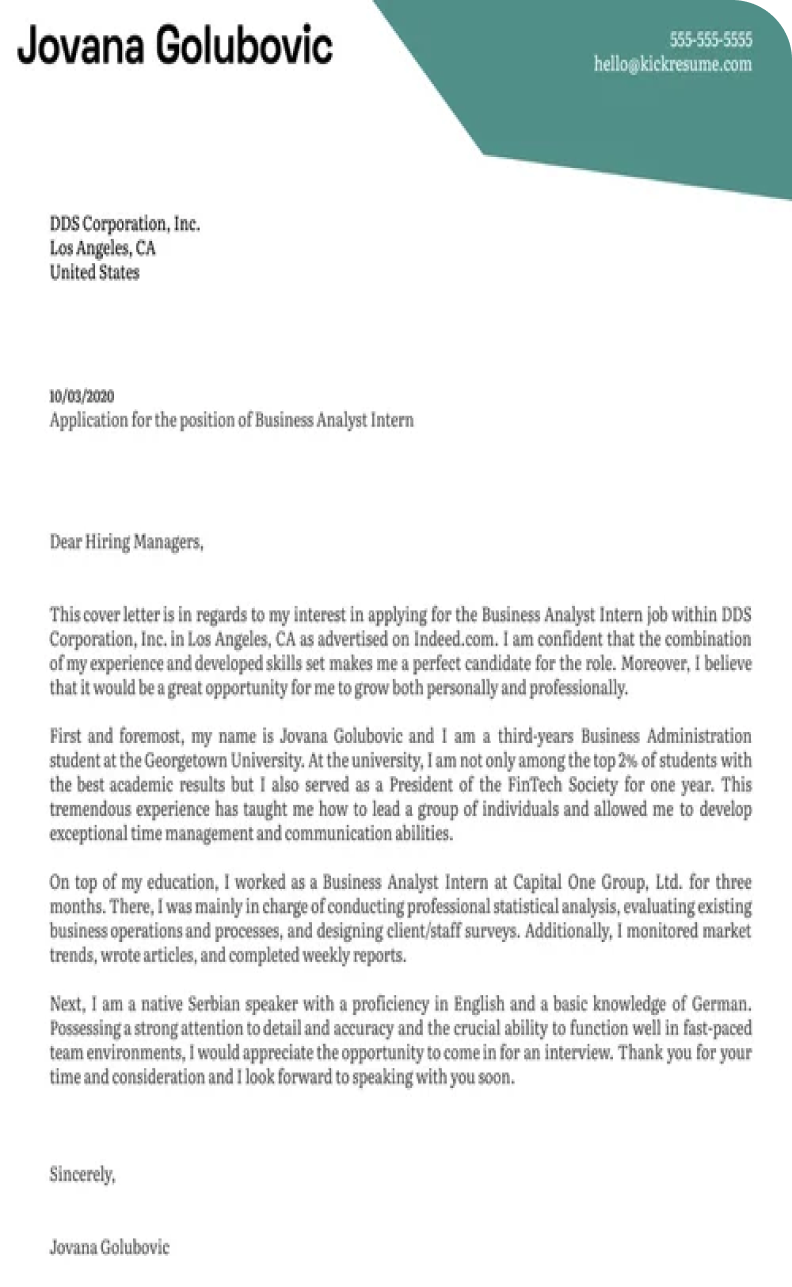 Jovana Golubovic
555-555-5555
hello@kickresume.com
DDS Corporation, Inc.
Los Angeles, CA
United States
10/03/2020
Application for the position of Business Analyst Intern
Dear Hiring Managers,
This cover letter is in regards to my interest in applying for the Business Analyst Intern job within DDS
Corporation, Inc. in Los Angeles, CA as advertised on Indeed.com. I am confident that the combination
of my experience and developed skills set makes me a perfect candidate for the role. Moreover, I believe
that it would be a great opportunity for me to grow both personally and professionally.
First and foremost, my name is Jovana Golubovic and I am a third-years Business Administration
student at the Georgetown University. At the university, I am not only among the top 2% of students with
the best academic results but I also served as a President of the FinTech Society for one year. This
tremendous experience has taught me how to lead a group of individuals and allowed me to develop
exceptional time management and communication abilities.
On top of my education, I worked as a Business Analyst Intern at Capital One Group, Ltd. for three
months. There, I was mainly in charge of conducting professional statistical analysis, evaluating existing
business operations and processes, and designing client/staff surveys. Additionally, I monitored market
trends, wrote articles, and completed weekly reports.
Next, I am a native Serbian speaker with a proficiency in English and a basic knowledge of German.
Possessing a strong attention to detail and accuracy and the crucial ability to function well in fast-paced
team environments, I would appreciate the opportunity to come in for an interview. Thank you for your
time and consideration and I look forward to speaking with you soon.
Sincerely,
Jovana Golubovic